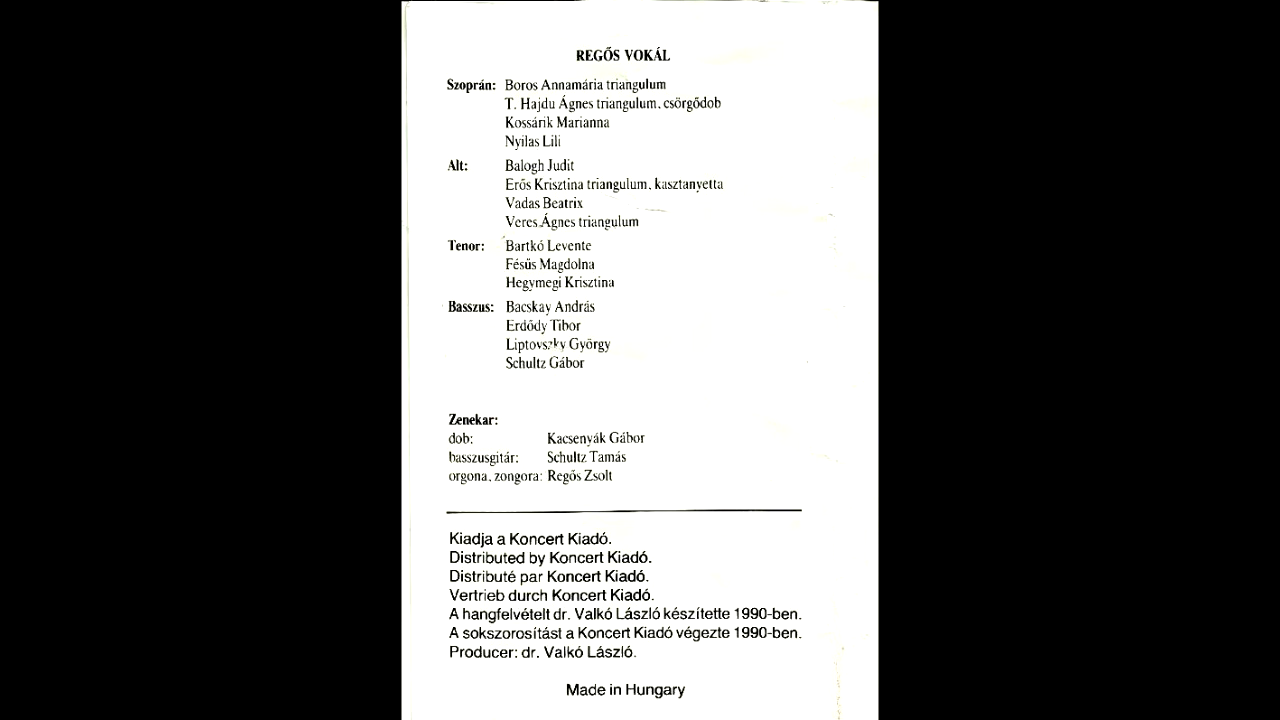 REGŐS VOKÁL
Szoprán: Boros Annamária triangulum
T. Hajdu Ágnes triangulum, csörgődob
Kossárik Marianna
Nyilas Lili
Alt: Balogh Judit
Erős Krisztina triangulum, kasztanyetta
Vadas Beatrix
Veres Ágnes triangulum
Tenor: Bartkó Levente
Fésüs Magdolna
Hegymegi Krisztina
Basszus: Bacskay András
Erdődy Tibor
Liptovszky György
Schultz Gábor
Zenekar:
dob: Kacsenyák Gábor
basszusgitár: Schultz Tamás
orgona, zongora: Regős Zsolt
Kiadja a Koncert Kiadó.
Distributed by Koncert Kiadó.
Distributé par Koncert Kiadó.
Vertrieb durch Koncert Kiadó.
A hangfelvételt dr. Valkó László készítette 1990-ben.
A sokszorosítást a Koncert Kiadó végezte 1990-ben.
Producer: dr. Valkó László.
Made in Hungary